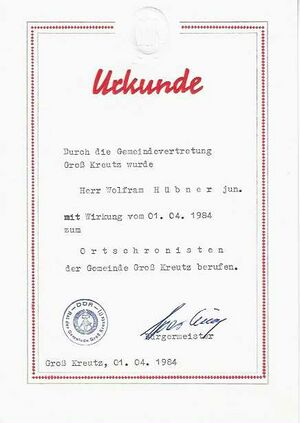 Urkunde
Durch die Gemeindevertretung
Groß Kreutz wurde
Herr Wolfram Hübner jun.
mit Wirkung vom 01. 04. 1984
zum
Ortschronisten
der Gemeinde Groß Kreutz berufen.
DDR
Bürgermeister
Groß Kreutz, 01. 04. 1984